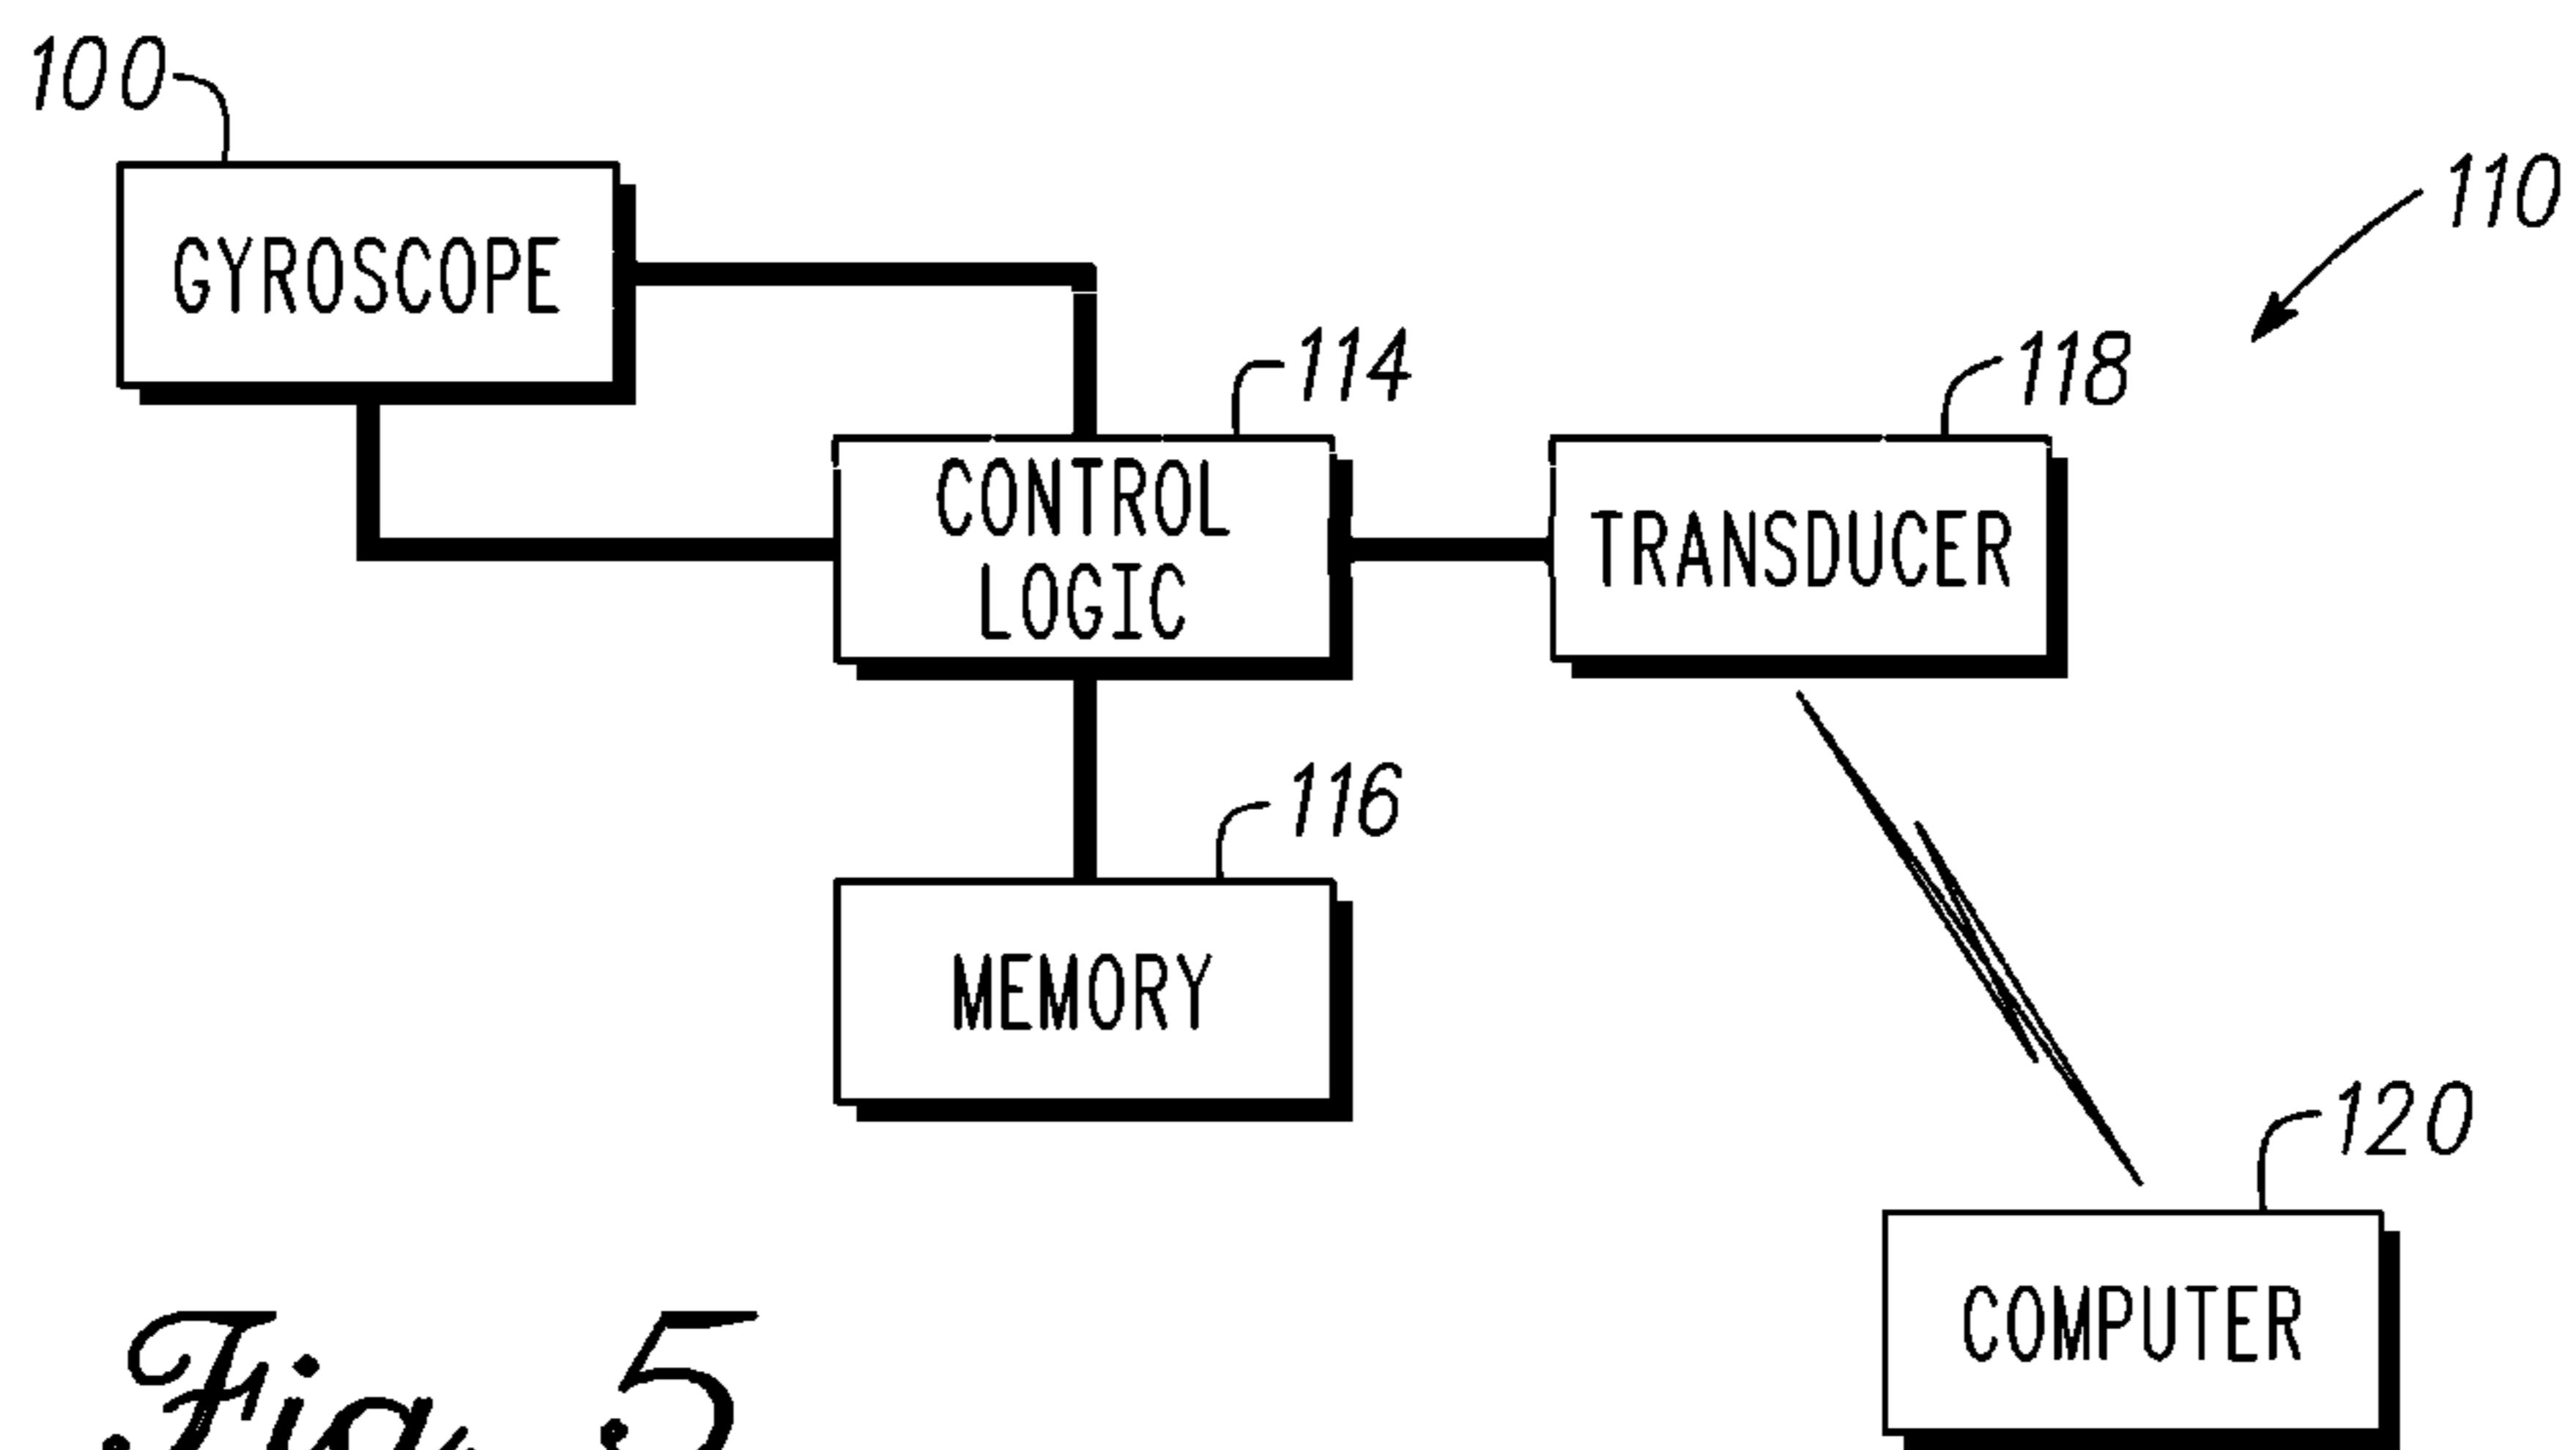 100
GYROSCOPE
110
114
118
CONTROL
LOGIC
TRANSDUCER
116
MEMORY
120
COMPUTER
Fig 5